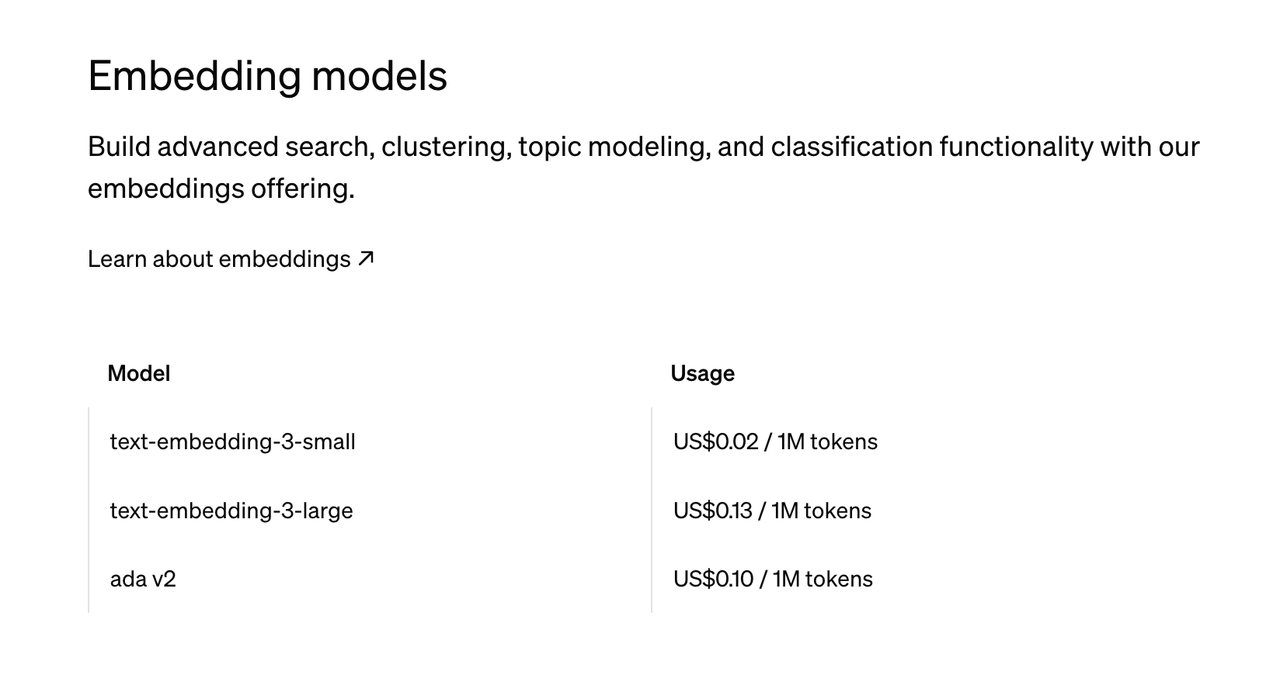 Embedding models
Build advanced search, clustering, topic modeling, and classification functionality with our
embeddings offering.
Learn about embeddings ↗
Model Usage
text-embedding-3-small US$0.02 / 1M tokens
text-embedding-3-large US$0.13 / 1M tokens
ada v2 US$0.10 / 1M tokens